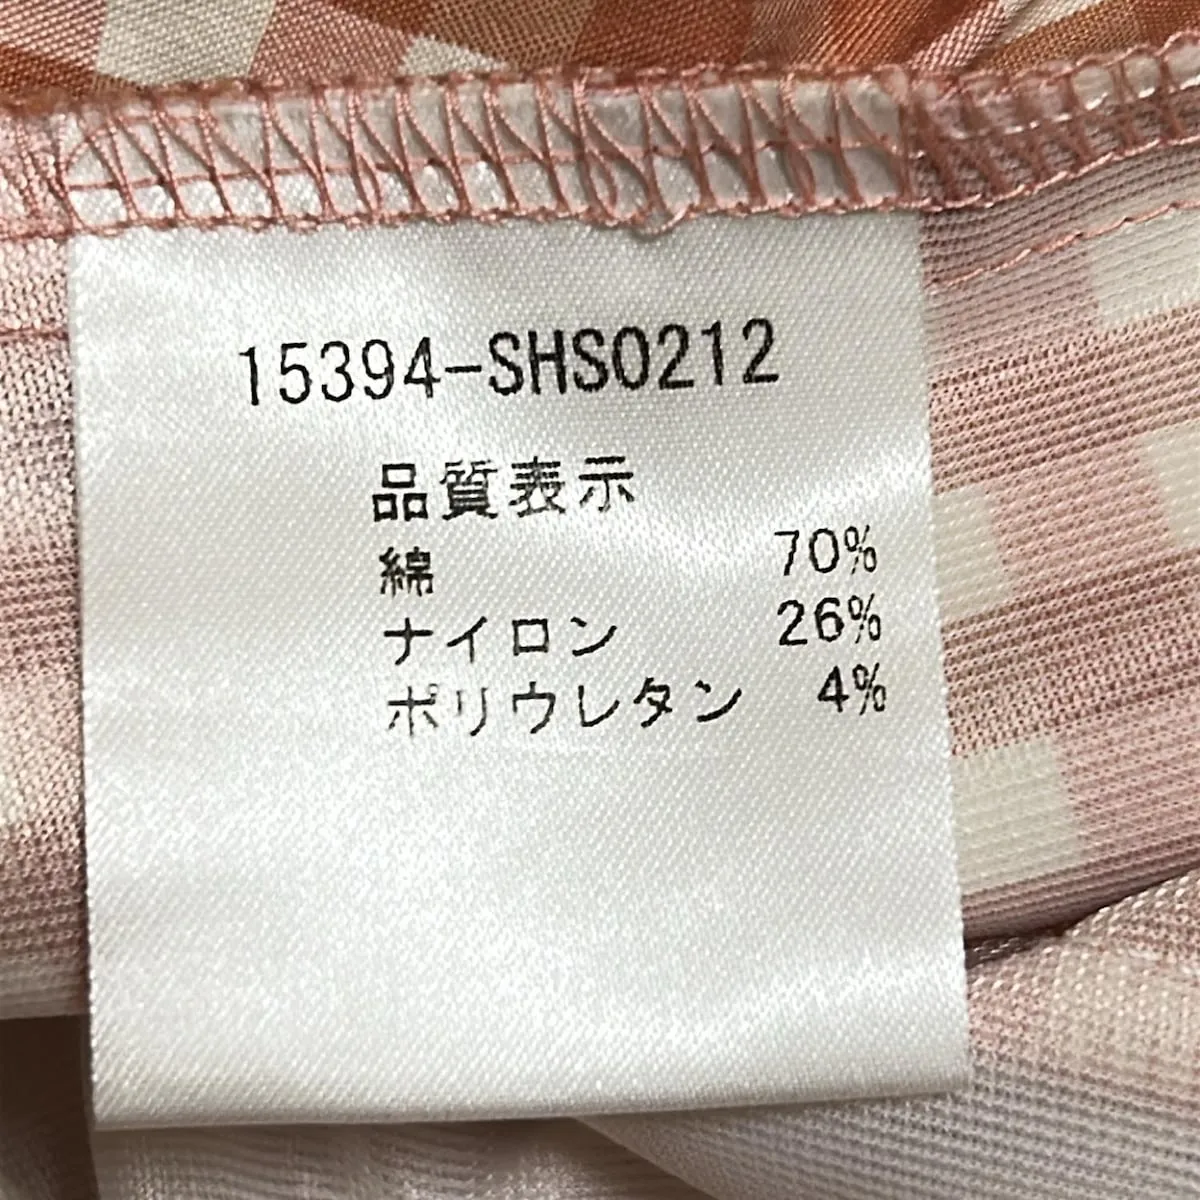 15394-SHS0212
品質表示
綿 70%
ナイロン 26%
ポリウレタン 4%